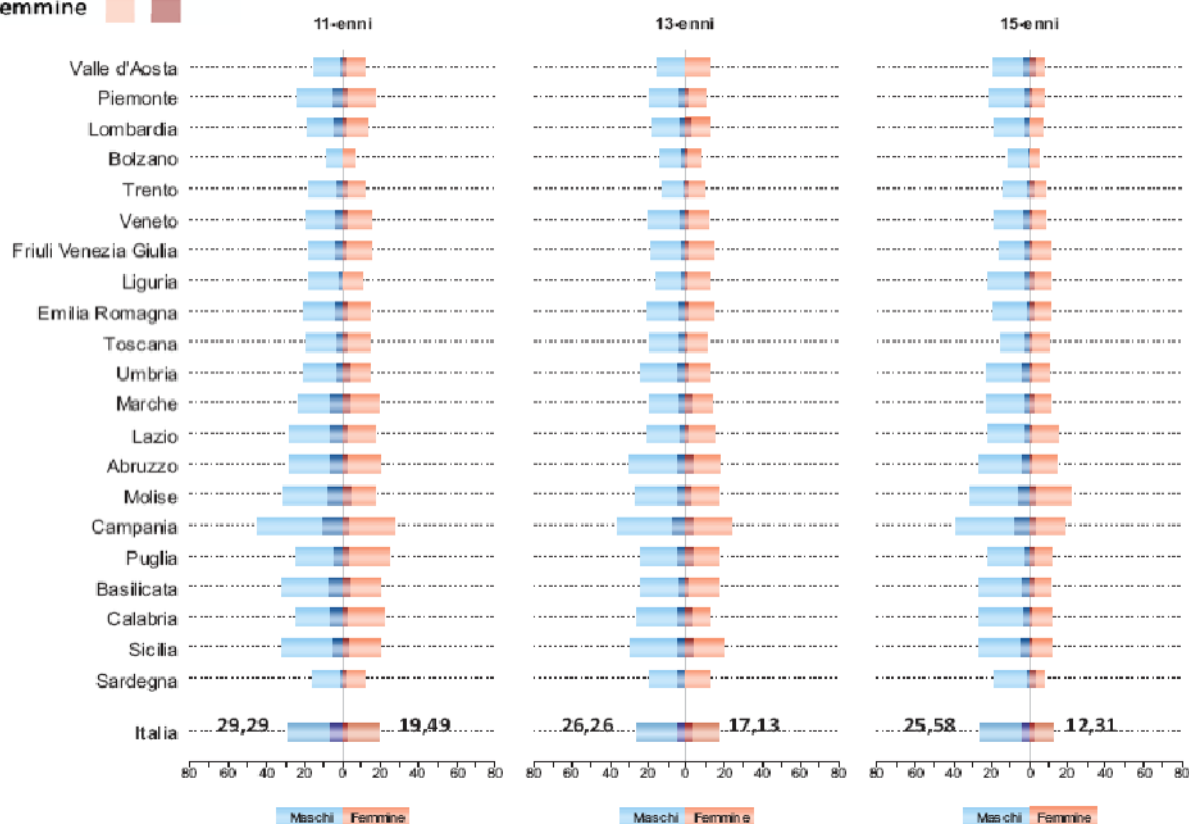 emmine
11-enni 13-enni 15-enni
Valle d'Aosta
Piemonte
Lombardia
Bolzano
Trento
Veneto
Friuli Venezia Giulia
Liguria
Emilia Romagna
Toscana
Umbria
Marche
Lazio
Abruzzo
Molise
Campania
Puglia
Basilicata
Calabria
Sicilia
Sardegna
Italia 29,29 19,49 26,26 17,13 25,58 12,31
80 60 40 20 0 20 40 60 80 80 60 40 20 0 20 40 60 80 80 60 40 20 0 20 40 60 80
Maschi Femmine Maschi Femmine Maschi Femmine